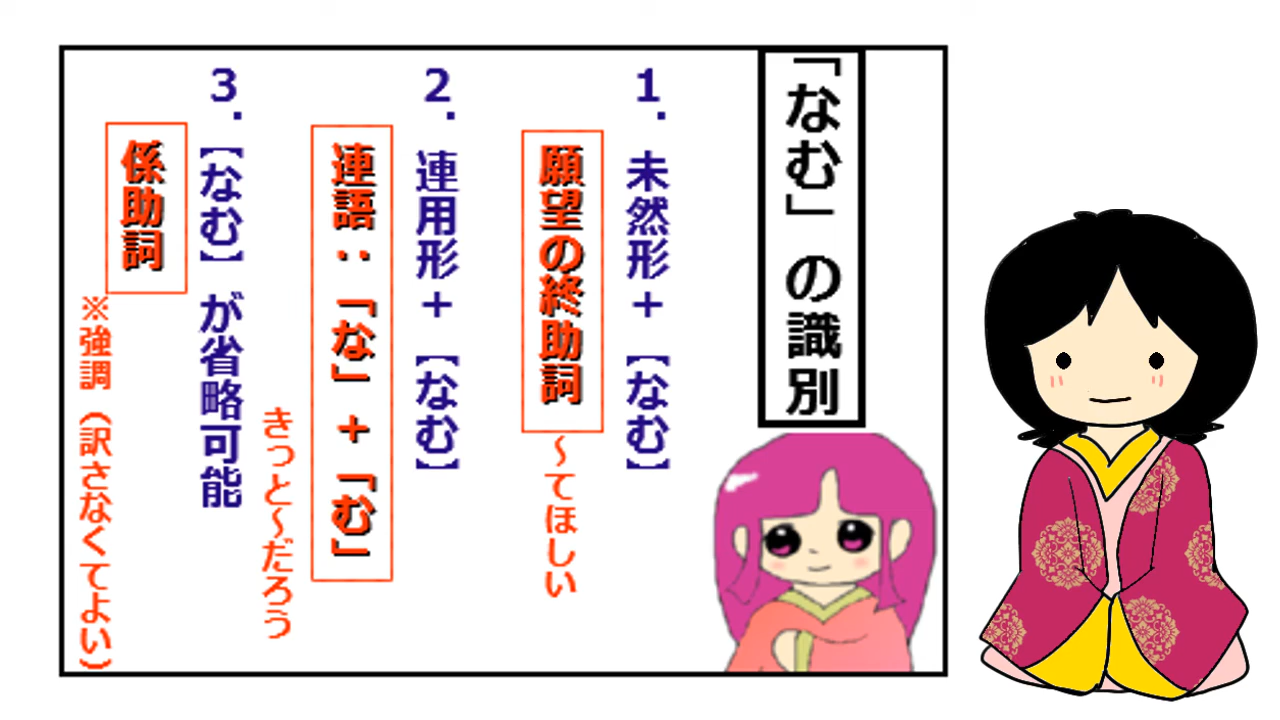 「なむ」の識別
1．未然形＋【なむ】
願望の終助詞
～てほしい
2．連用形＋【なむ】
連語：「な」＋「む」
きっと～だろう
3．【なむ】が省略可能
係助詞
※強調（訳さなくてよい）